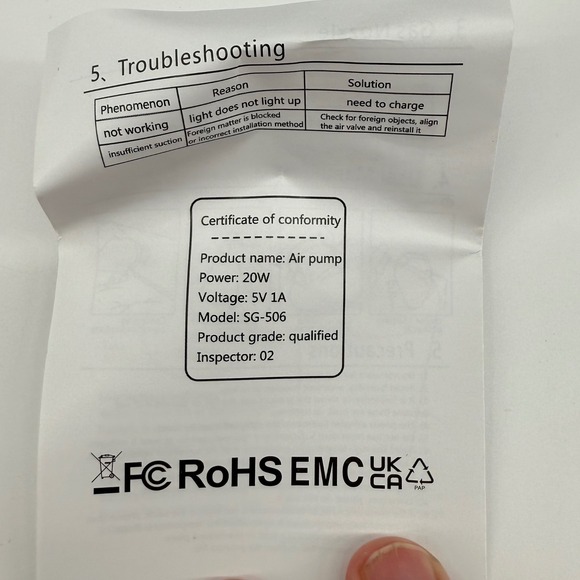 5、Troubleshooting
Phenomenon Reason Solution
not working light does not light up need to charge
insufficient suction Foreign matter is blocked or incorrect installation method Check for foreign objects, align the air valve and reinstall it
Certificate of conformity
Product name: Air pump
Power: 20W
Voltage: 5V 1A
Model: SG-506
Product grade: qualified
Inspector: 02
FC RoHS EMC UK CA
PAP